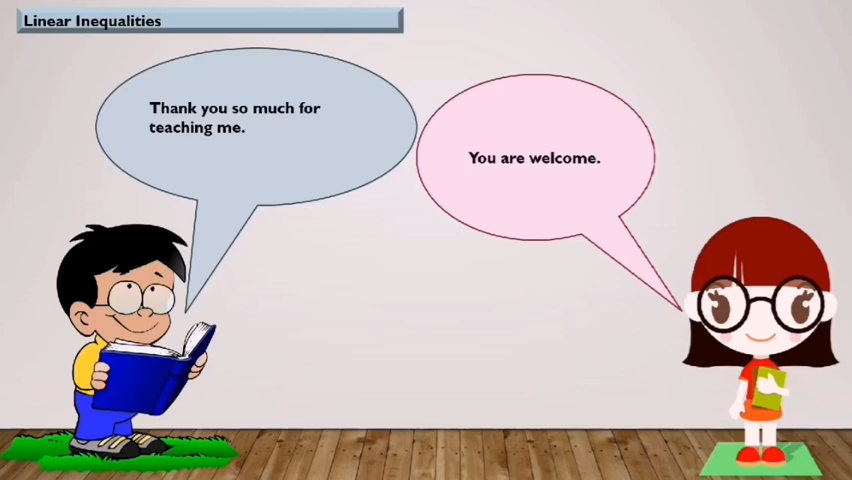 Linear Inequalities
Thank you so much for
teaching me.
You are welcome.